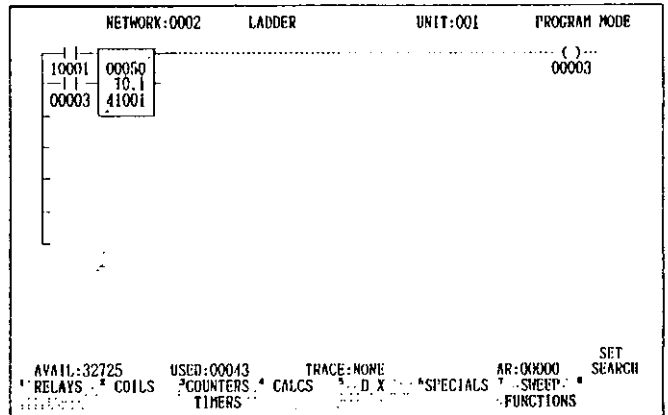 NETWORK:0002 LADDER UNIT:001 PROGRAM MODE
10001 00050 00003
T0.1
00003 41001
SET
AVAIL:32725 USED:00043 TRACE:NONE AR:00000 SEARCH
RELAYS COILS COUNTERS CALCS D X SPECIALS SWEEP
TIMERS FUNCTIONS